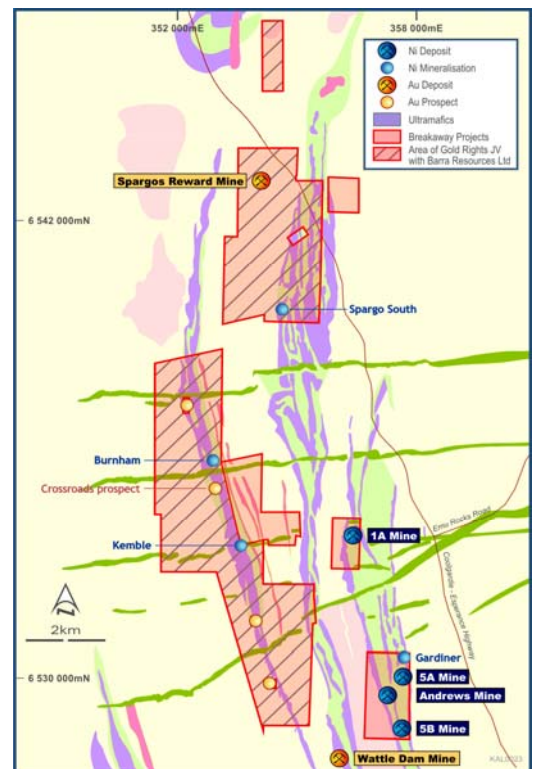 352 000mE
358 000mE
Ni Deposit
Ni Mineralisation
Au Deposit
Au Prospect
Ultramafics
Breakaway Projects
Area of Gold Rights JV
with Barra Resources Ltd
Spargos Reward Mine
6 542 000mN
Spargo South
Burnham
Crossroads prospect
Emu Rocks Road
1A Mine
Kemble
Coolgardie - Esperance Highway
2km
Gardiner
5A Mine
6 530 000mN
Andrews Mine
5B Mine
Wattle Dam Mine